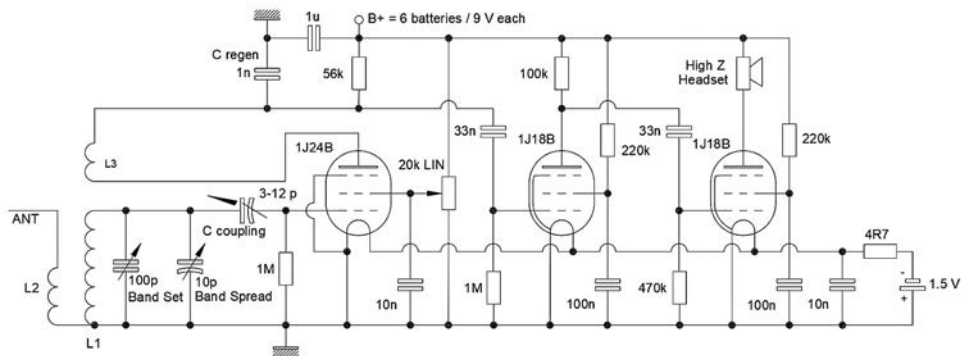 1u
B+ = 6 batteries / 9 V each
C regen
1n
56k
100k
High Z
Headset
33n
1J24B
1J18B
33n
1J18B
220k
220k
L3
20k LIN
3-12 p
ANT
C coupling
4R7
L2
100p
Band Set
10p
Band Spread
1M
10n
1M
100n
470k
100n
10n
-
+
1.5 V
L1